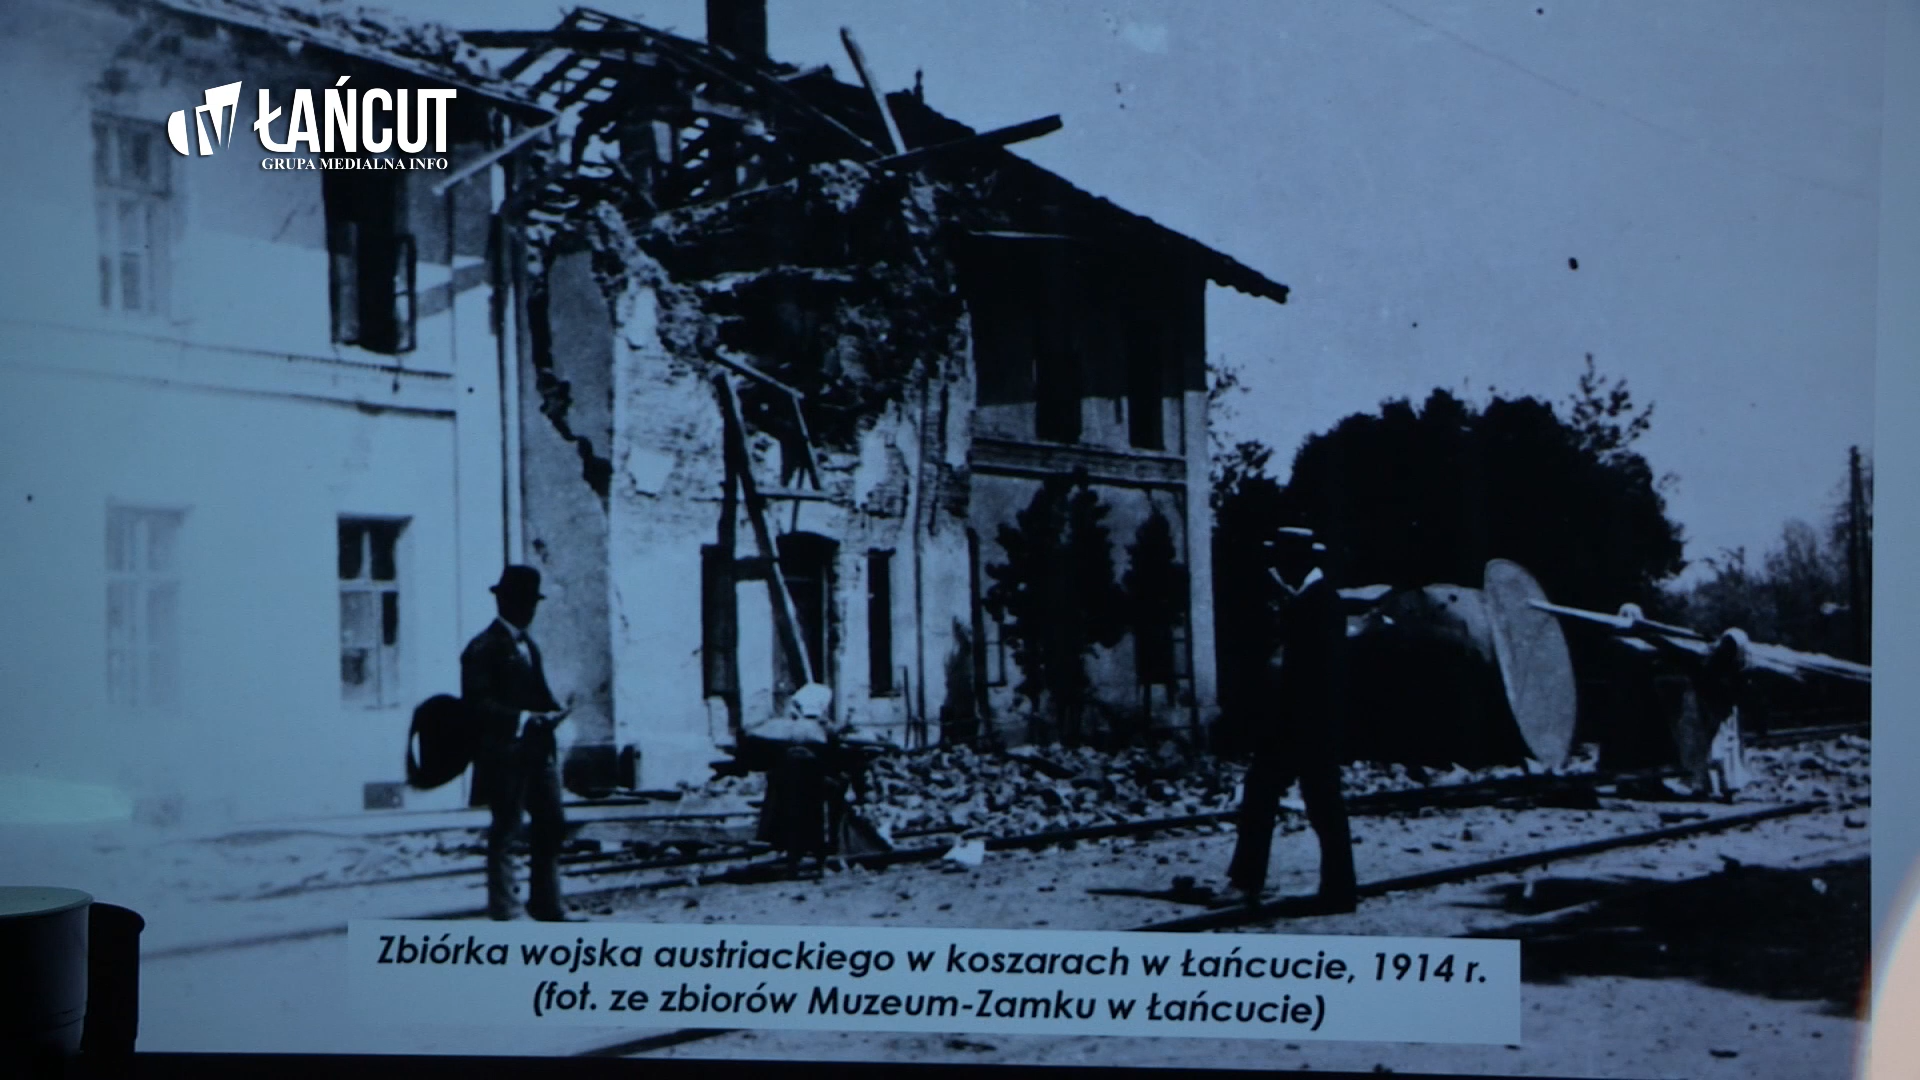 ŁAŃCUT
GRUPA MEDIALNA INFO
Zbiórka wojska austriackiego w koszarach w Łańcucie, 1914 r.
(fot. ze zbiorów Muzeum-Zamku w Łańcucie)